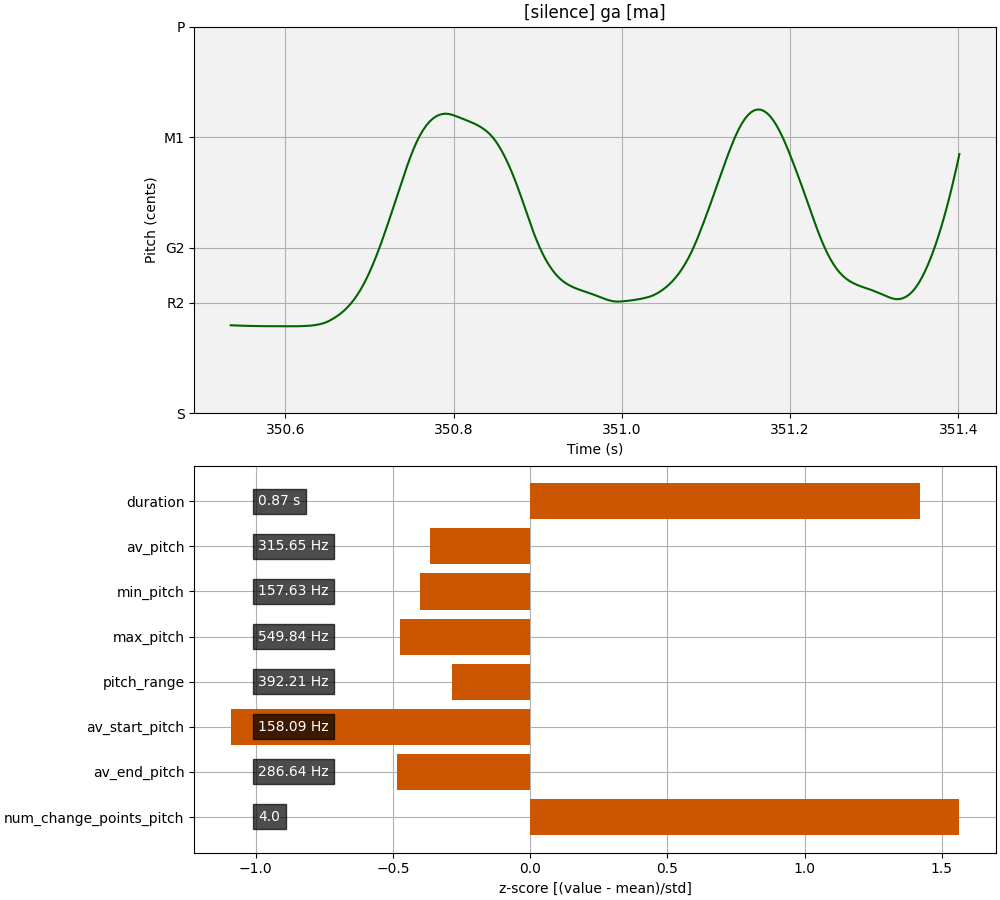 [silence] ga [ma]
P
M1
G2
R2
S
Pitch (cents)
350.6 350.8 351.0 351.2 351.4
Time (s)
duration 0.87 s
av_pitch 315.65 Hz
min_pitch 157.63 Hz
max_pitch 549.84 Hz
pitch_range 392.21 Hz
av_start_pitch 158.09 Hz
av_end_pitch 286.64 Hz
num_change_points_pitch 4.0
−1.0 −0.5 0.0 0.5 1.0 1.5
z-score [(value - mean)/std]